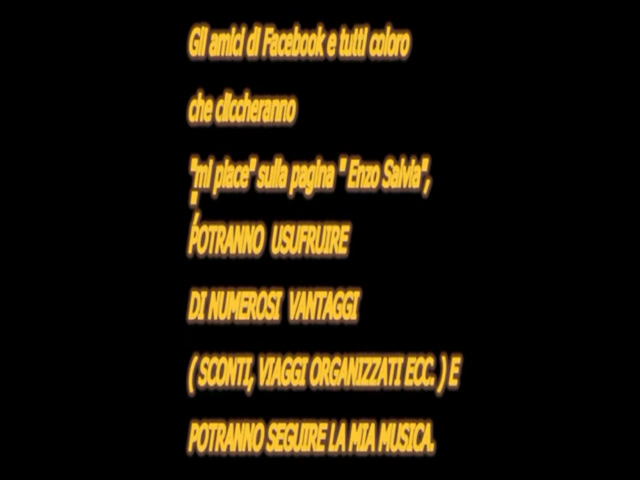 Gli amici di Facebook e tutti coloro
che cliccheranno
"mi piace" sulla pagina " Enzo Salvia",
",
POTRANNO USUFRUIRE
DI NUMEROSI VANTAGGI
( SCONTI, VIAGGI ORGANIZZATI ECC. ) E
POTRANNO SEGUIRE LA MIA MUSICA.